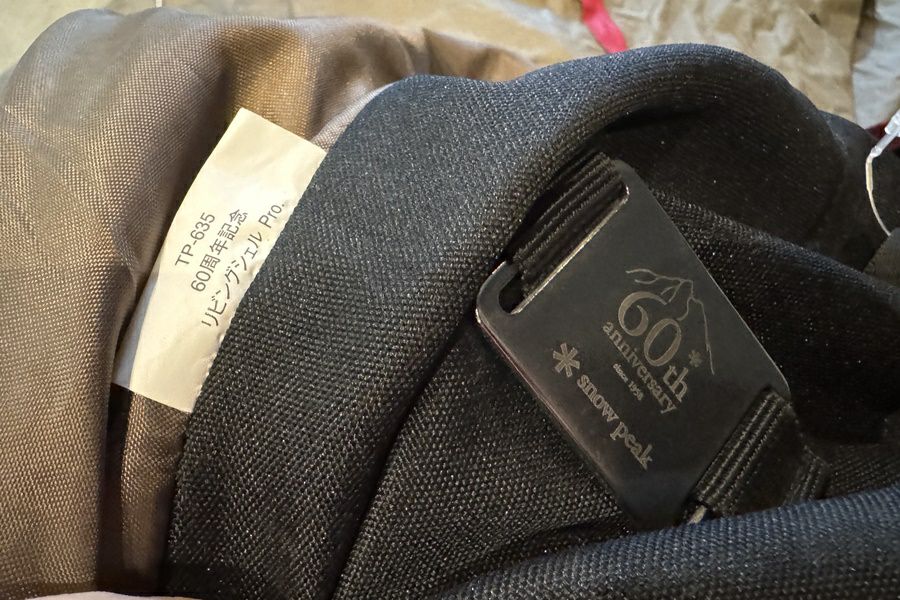 TP-635
60周年記念
リビングシェル Pro.
60th
anniversary
since 1958
snow peak